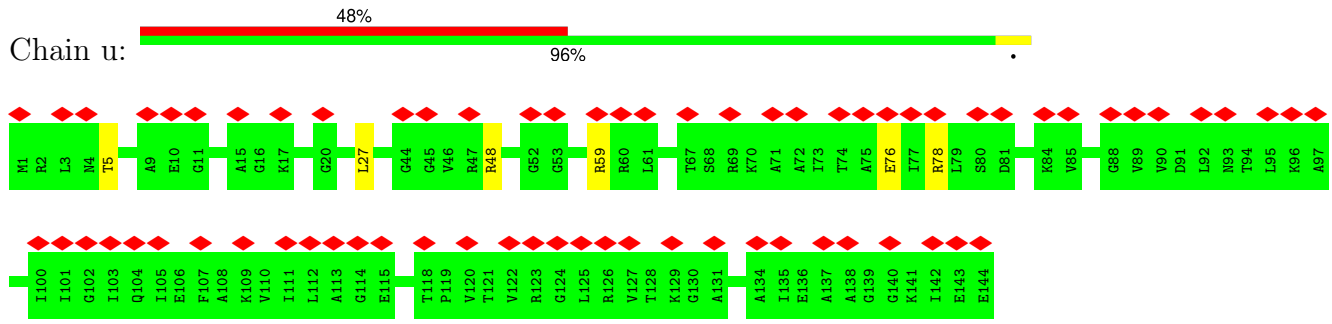 48%
Chain u:
96%
.
M1 R2 L3 N4 T5 A9 E10 G11 A15 G16 K17 G20 L27 G44 G45 V46 R47 R48 G52 G53 R59 R60 L61 T67 S68 R69 K70 A71 A72 I73 T74 A75 E76 I77 R78 L79 S80 D81 K84 V85 G88 V89 V90 D91 L92 N93 T94 L95 K96 A97
I100 I101 G102 I103 Q104 I105 E106 F107 A108 K109 V110 I111 L112 A113 G114 E115 T118 P119 V120 T121 V122 R123 G124 L125 R126 V127 T128 K129 G130 A131 A134 I135 E136 A137 A138 G139 G140 K141 I142 E143 E144